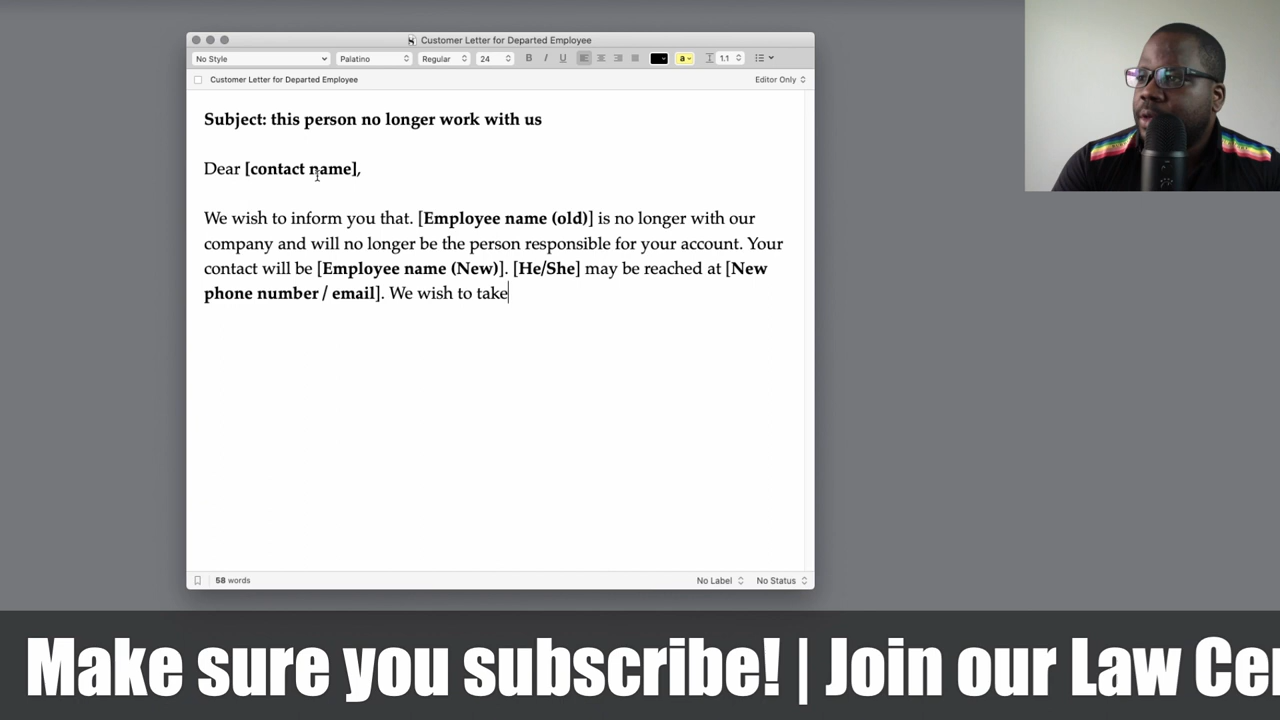 Customer Letter for Departed Employee
No Style Palatino Regular 24 B I U a 1.1
Customer Letter for Departed Employee Editor Only
Subject: this person no longer work with us
Dear [contact name],
We wish to inform you that. [Employee name (old)] is no longer with our
company and will no longer be the person responsible for your account. Your
contact will be [Employee name (New)]. [He/She] may be reached at [New
phone number / email]. We wish to take
58 words No Label No Status
Make sure you subscribe! | Join our Law Cer